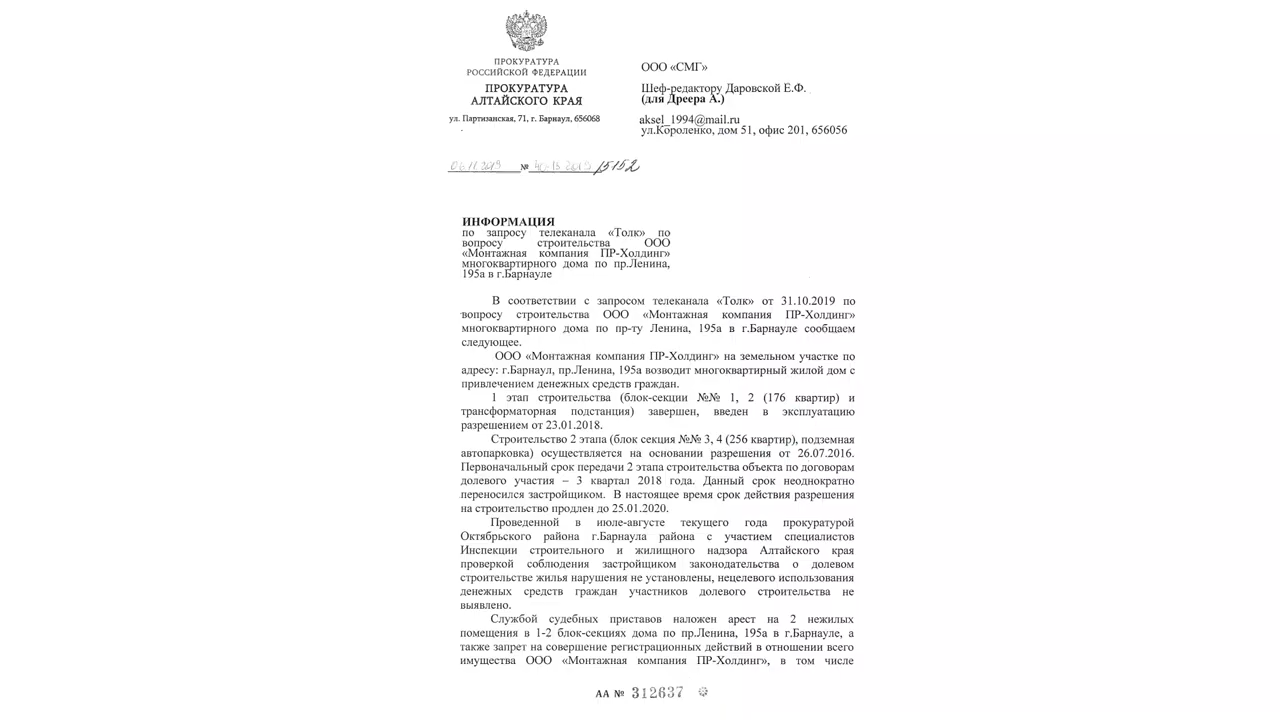 ПРОКУРАТУРА
РОССИЙСКОЙ ФЕДЕРАЦИИ
ПРОКУРАТУРА
АЛТАЙСКОГО КРАЯ
ул. Партизанская, 71, г. Барнаул, 656068
ООО «СМГ»
Шеф-редактору Даровской Е.Ф.
(для Дреера А.)
aksel_1994@mail.ru
ул.Короленко, дом 51, офис 201, 656056
№ 15152
ИНФОРМАЦИЯ
по запросу телеканала «Толк» по
вопросу строительства ООО
«Монтажная компания ПР-Холдинг»
многоквартирного дома по пр.Ленина,
195а в г.Барнауле
В соответствии с запросом телеканала «Толк» от 31.10.2019 по
вопросу строительства ООО «Монтажная компания ПР-Холдинг»
многоквартирного дома по пр-ту Ленина, 195а в г.Барнауле сообщаем
следующее.
ООО «Монтажная компания ПР-Холдинг» на земельном участке по
адресу: г.Барнаул, пр.Ленина, 195а возводит многоквартирный жилой дом с
привлечением денежных средств граждан.
1 этап строительства (блок-секции №№ 1, 2 (176 квартир) и
трансформаторная подстанция) завершен, введен в эксплуатацию
разрешением от 23.01.2018.
Строительство 2 этапа (блок секция №№ 3, 4 (256 квартир), подземная
автопарковка) осуществляется на основании разрешения от 26.07.2016.
Первоначальный срок передачи 2 этапа строительства объекта по договорам
долевого участия – 3 квартал 2018 года. Данный срок неоднократно
переносился застройщиком. В настоящее время срок действия разрешения
на строительство продлен до 25.01.2020.
Проведенной в июле-августе текущего года прокуратурой
Октябрьского района г.Барнаула района с участием специалистов
Инспекции строительного и жилищного надзора Алтайского края
проверкой соблюдения застройщиком законодательства о долевом
строительстве жилья нарушения не установлены, нецелевого использования
денежных средств граждан участников долевого строительства не
выявлено.
Службой судебных приставов наложен арест на 2 нежилых
помещения в 1-2 блок-секциях дома по пр.Ленина, 195а в г.Барнауле, а
также запрет на совершение регистрационных действий в отношении всего
имущества ООО «Монтажная компания ПР-Холдинг», в том числе
АА № 312637